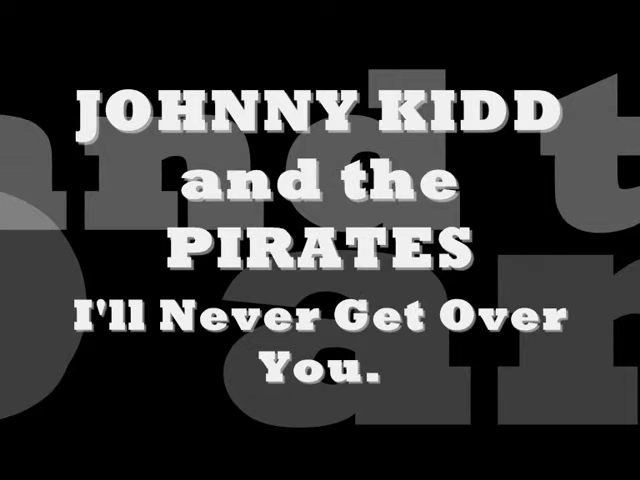 JOHNNY KIDD
and the
PIRATES
I'll Never Get Over
You.